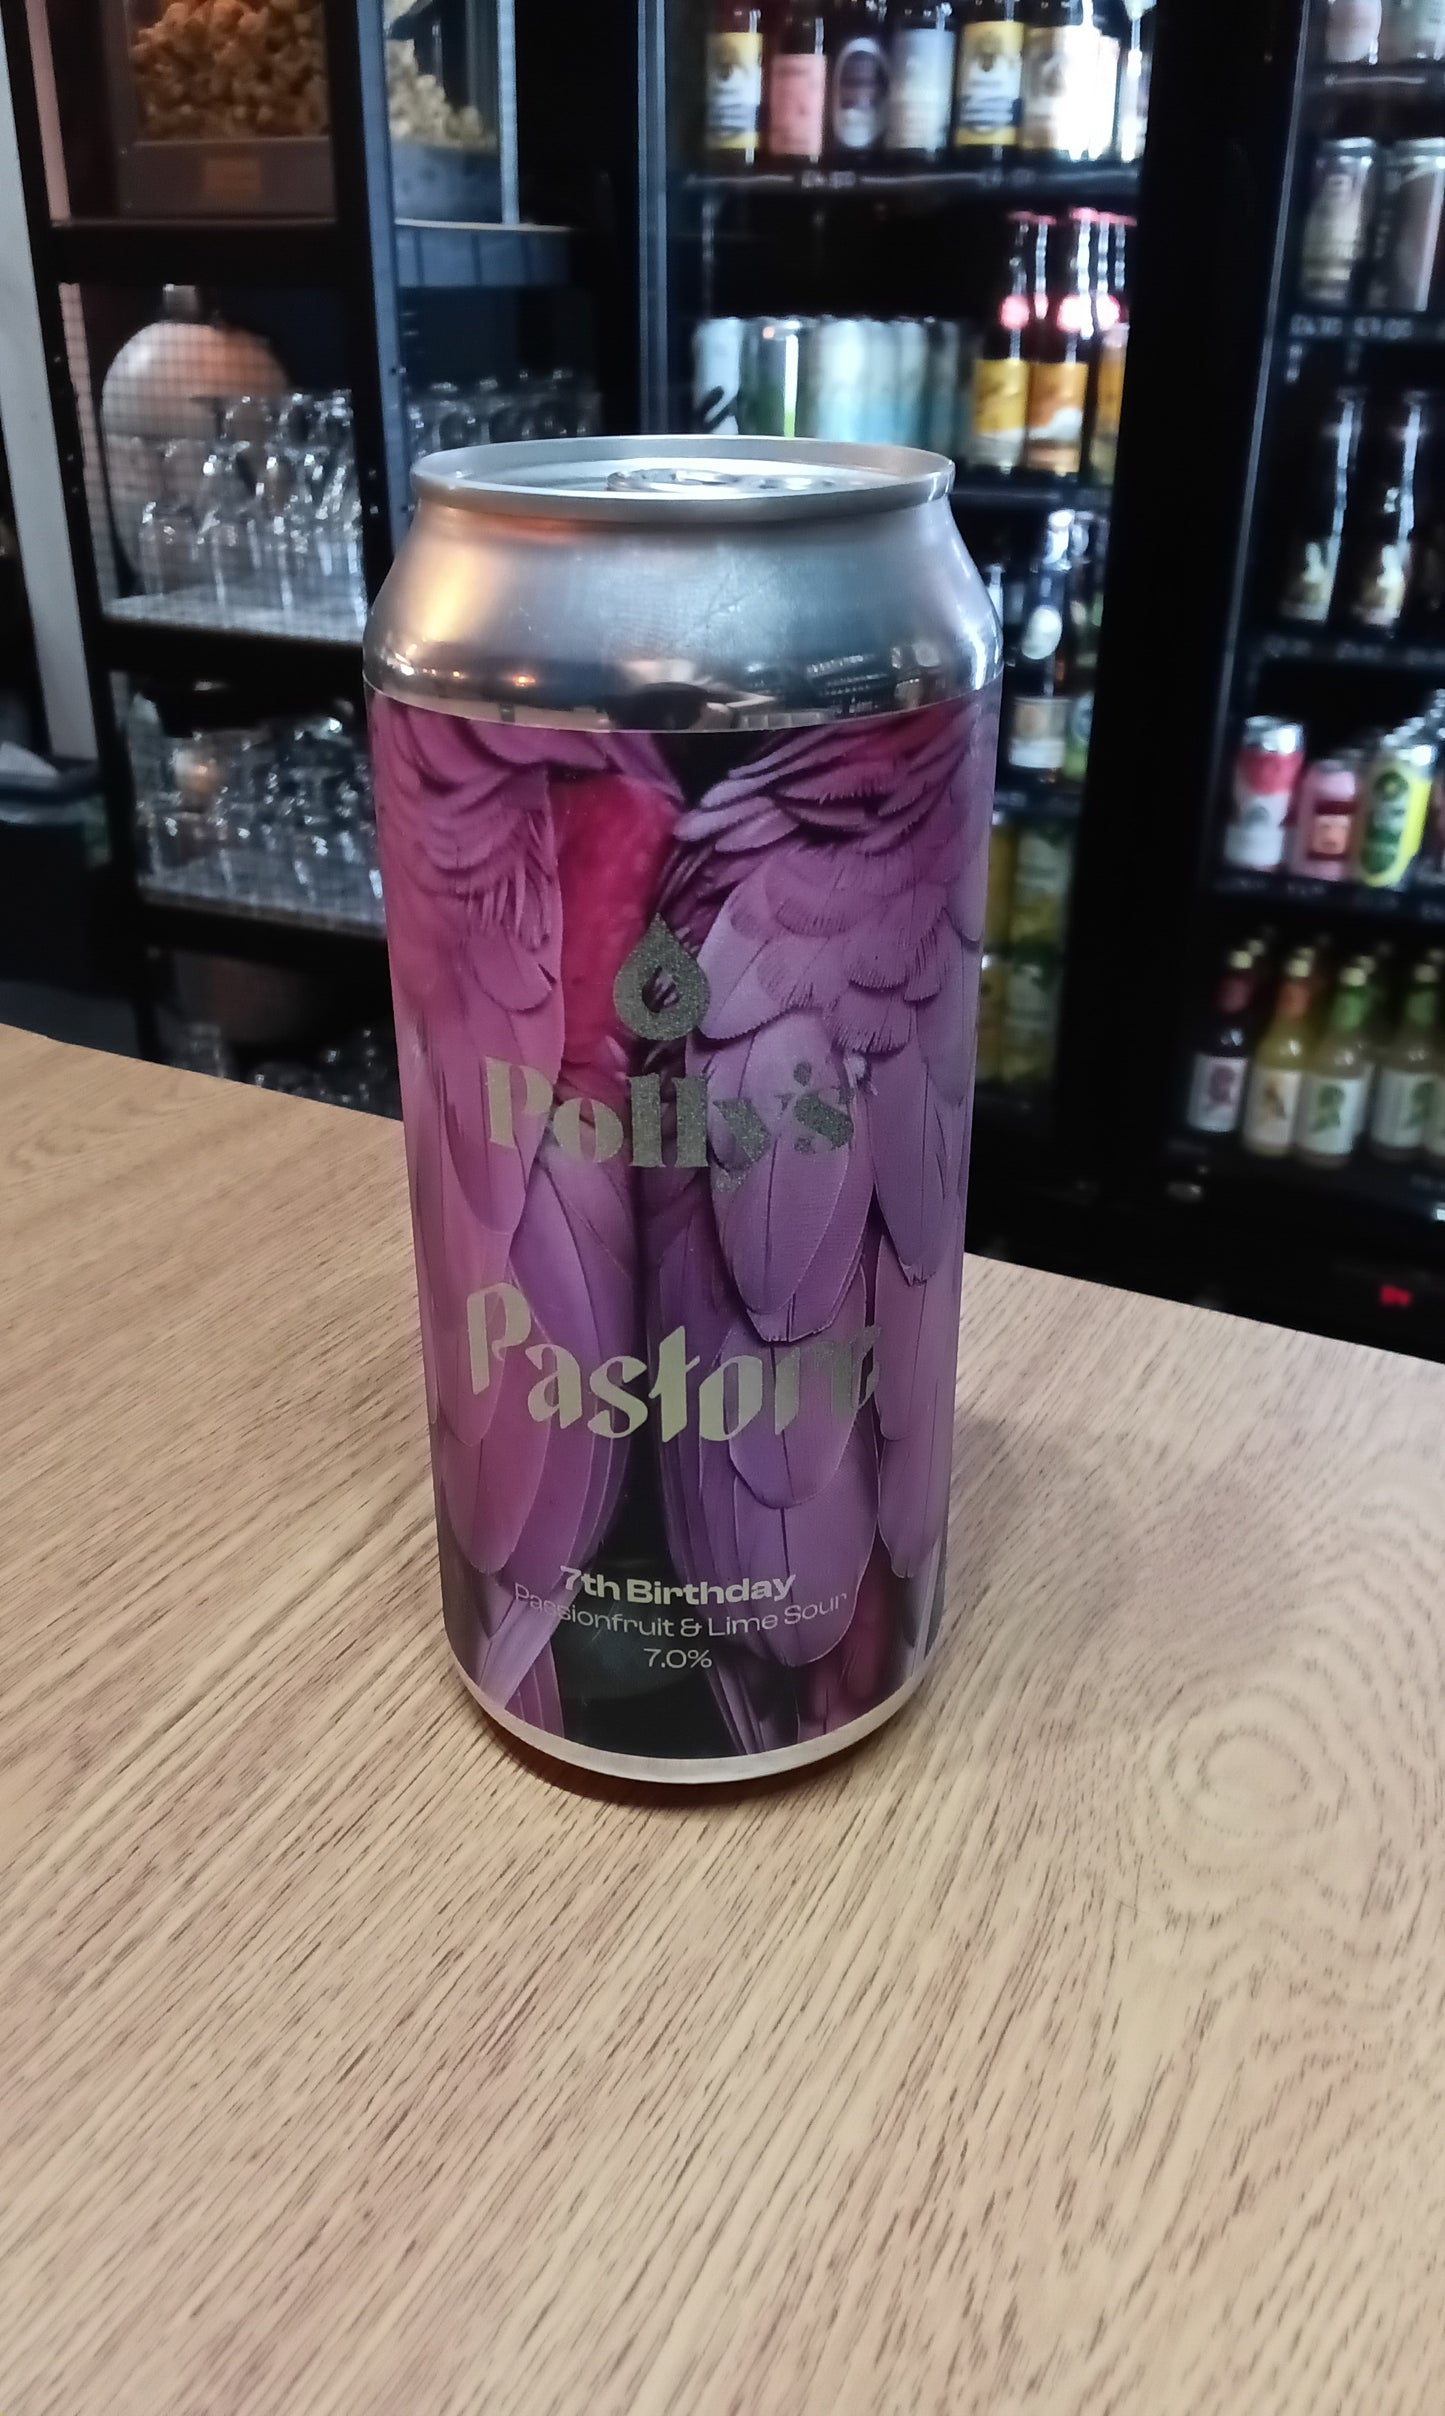 Polly's
Pastore
7th Birthday
Passionfruit & Lime Sour
7.0%